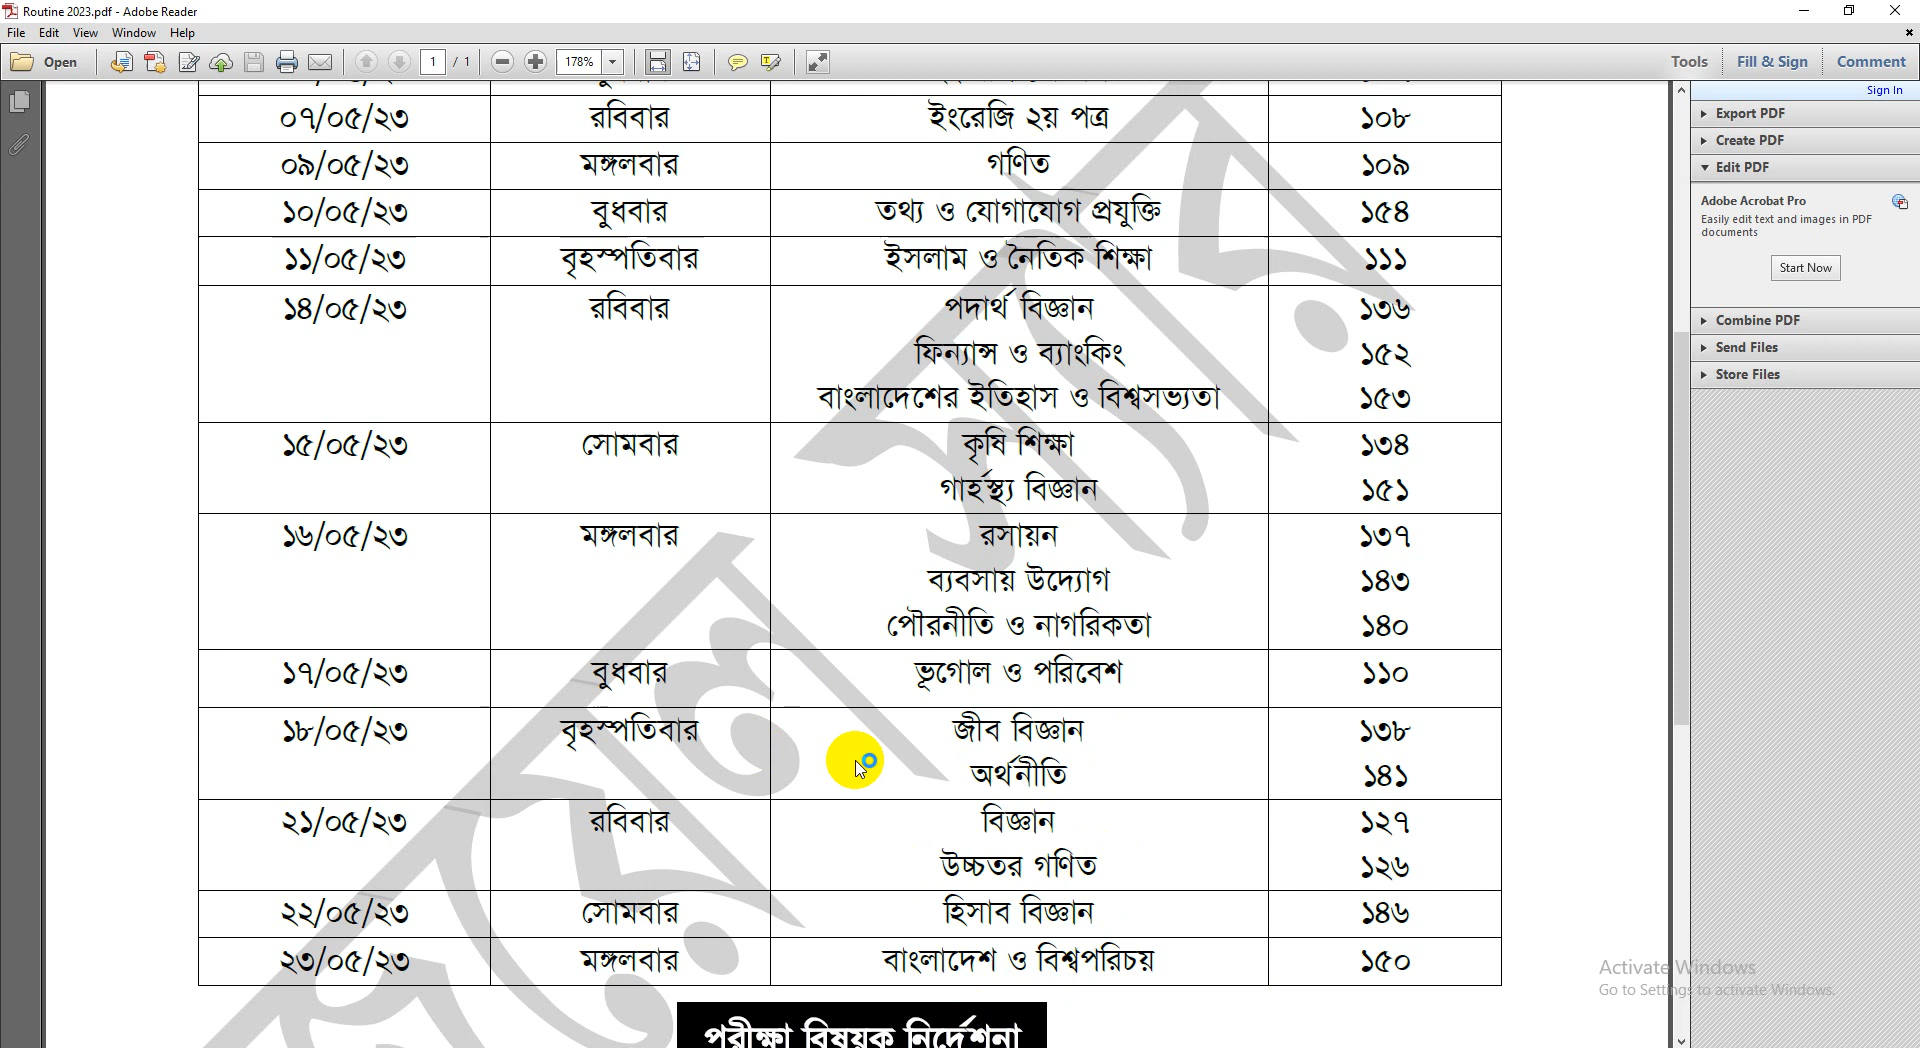 Routine 2023.pdf - Adobe Reader
File Edit View Window Help
Open 1 / 1 178% Tools Fill & Sign Comment
Sign In
Export PDF
Create PDF
Edit PDF
Adobe Acrobat Pro
Easily edit text and images in PDF
documents
Start Now
Combine PDF
Send Files
Store Files
০৭/০৫/২৩ রবিবার ইংরেজি ২য় পত্র ১০৮
০৯/০৫/২৩ মঙ্গলবার গণিত ১০৯
১০/০৫/২৩ বুধবার তথ্য ও যোগাযোগ প্রযুক্তি ১৫৪
১১/০৫/২৩ বৃহস্পতিবার ইসলাম ও নৈতিক শিক্ষা ১১১
১৪/০৫/২৩ রবিবার পদার্থ বিজ্ঞান ১৩৬
ফিন্যান্স ও ব্যাংকিং ১৫২
বাংলাদেশের ইতিহাস ও বিশ্বসভ্যতা ১৫৩
১৫/০৫/২৩ সোমবার কৃষি শিক্ষা ১৩৪
গার্হস্থ্য বিজ্ঞান ১৫১
১৬/০৫/২৩ মঙ্গলবার রসায়ন ১৩৭
ব্যবসায় উদ্যোগ ১৪৩
পৌরনীতি ও নাগরিকতা ১৪০
১৭/০৫/২৩ বুধবার ভূগোল ও পরিবেশ ১১০
১৮/০৫/২৩ বৃহস্পতিবার জীব বিজ্ঞান ১৩৮
অর্থনীতি ১৪১
২১/০৫/২৩ রবিবার বিজ্ঞান ১২৭
উচ্চতর গণিত ১২৬
২২/০৫/২৩ সোমবার হিসাব বিজ্ঞান ১৪৬
২৩/০৫/২৩ মঙ্গলবার বাংলাদেশ ও বিশ্বপরিচয় ১৫০
পরীক্ষা বিষয়ক নির্দেশনা
Activate Windows
Go to Settings to activate Windows.